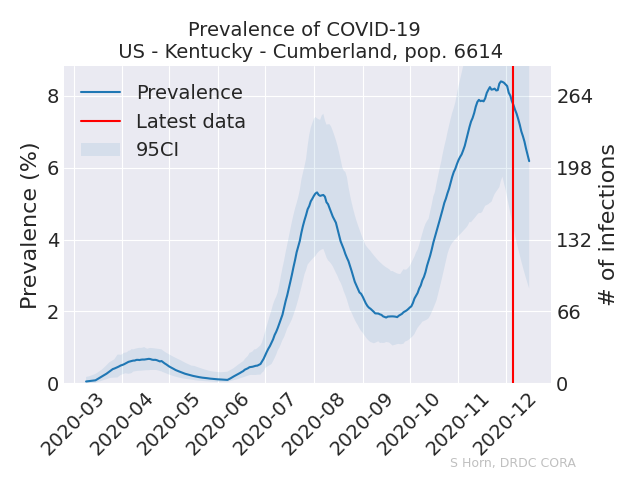 Prevalence of COVID-19
US - Kentucky - Cumberland, pop. 6614
Prevalence
Latest data
95CI
Prevalence (%)
8
6
4
2
0
# of infections
264
198
132
66
0
2020-03
2020-04
2020-05
2020-06
2020-07
2020-08
2020-09
2020-10
2020-11
2020-12
S Horn, DRDC CORA